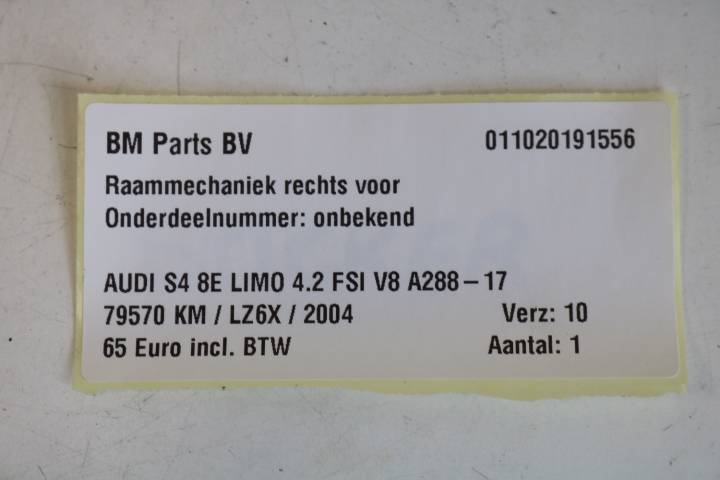 BM Parts BV 011020191556
Raammechaniek rechts voor
Onderdeelnummer: onbekend
AUDI S4 8E LIMO 4.2 FSI V8 A288-17
79570 KM / LZ6X / 2004 Verz: 10
65 Euro incl. BTW Aantal: 1